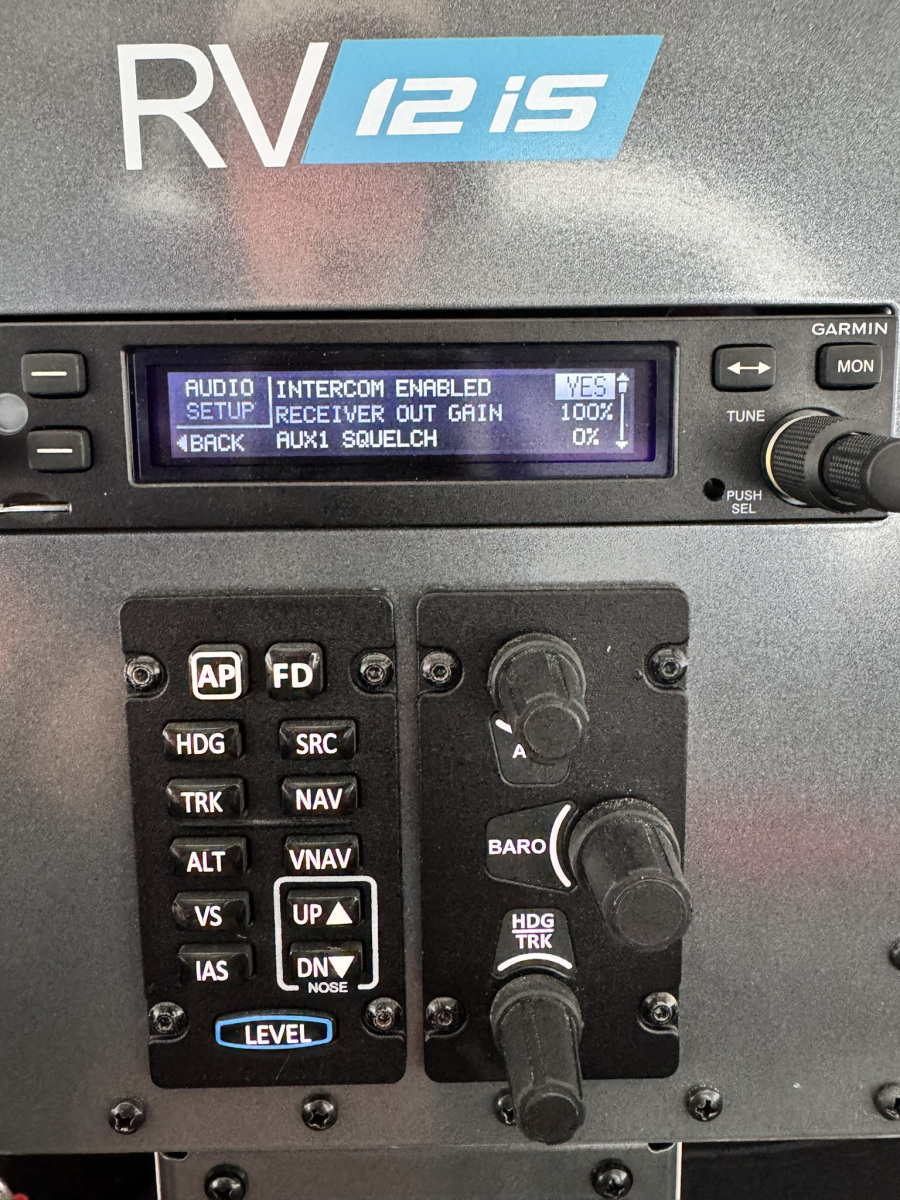 RV 12 iS
GARMIN
MON
AUDIO SETUP
◄BACK
INTERCOM ENABLED YES
RECEIVER OUT GAIN 100%
AUX1 SQUELCH 0%
TUNE
PUSH SEL
AP FD
HDG SRC
TRK NAV
ALT VNAV
VS UP▲
IAS DN▼
NOSE
LEVEL
BARO
HDG
TRK